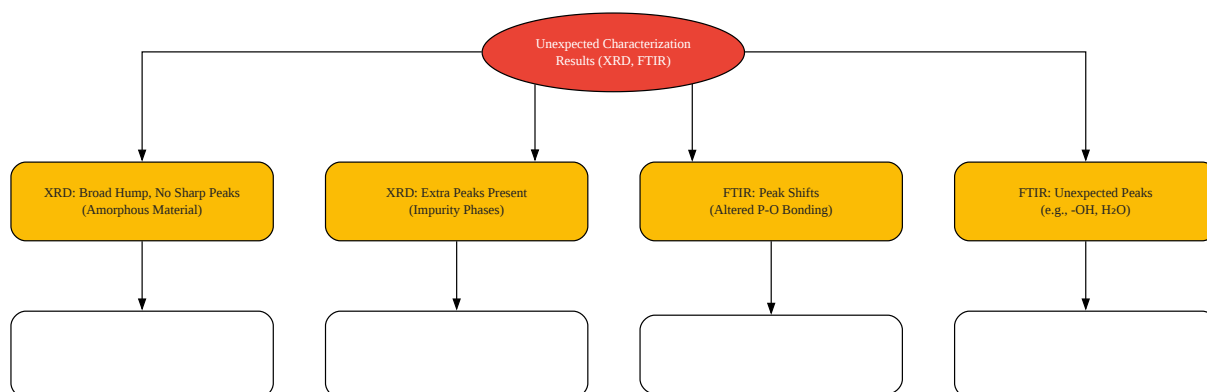 Unexpected Characterization
Results (XRD, FTIR)
XRD: Broad Hump, No Sharp Peaks
(Amorphous Material)
XRD: Extra Peaks Present
(Impurity Phases)
FTIR: Peak Shifts
(Altered P-O Bonding)
FTIR: Unexpected Peaks
(e.g., -OH, H₂O)